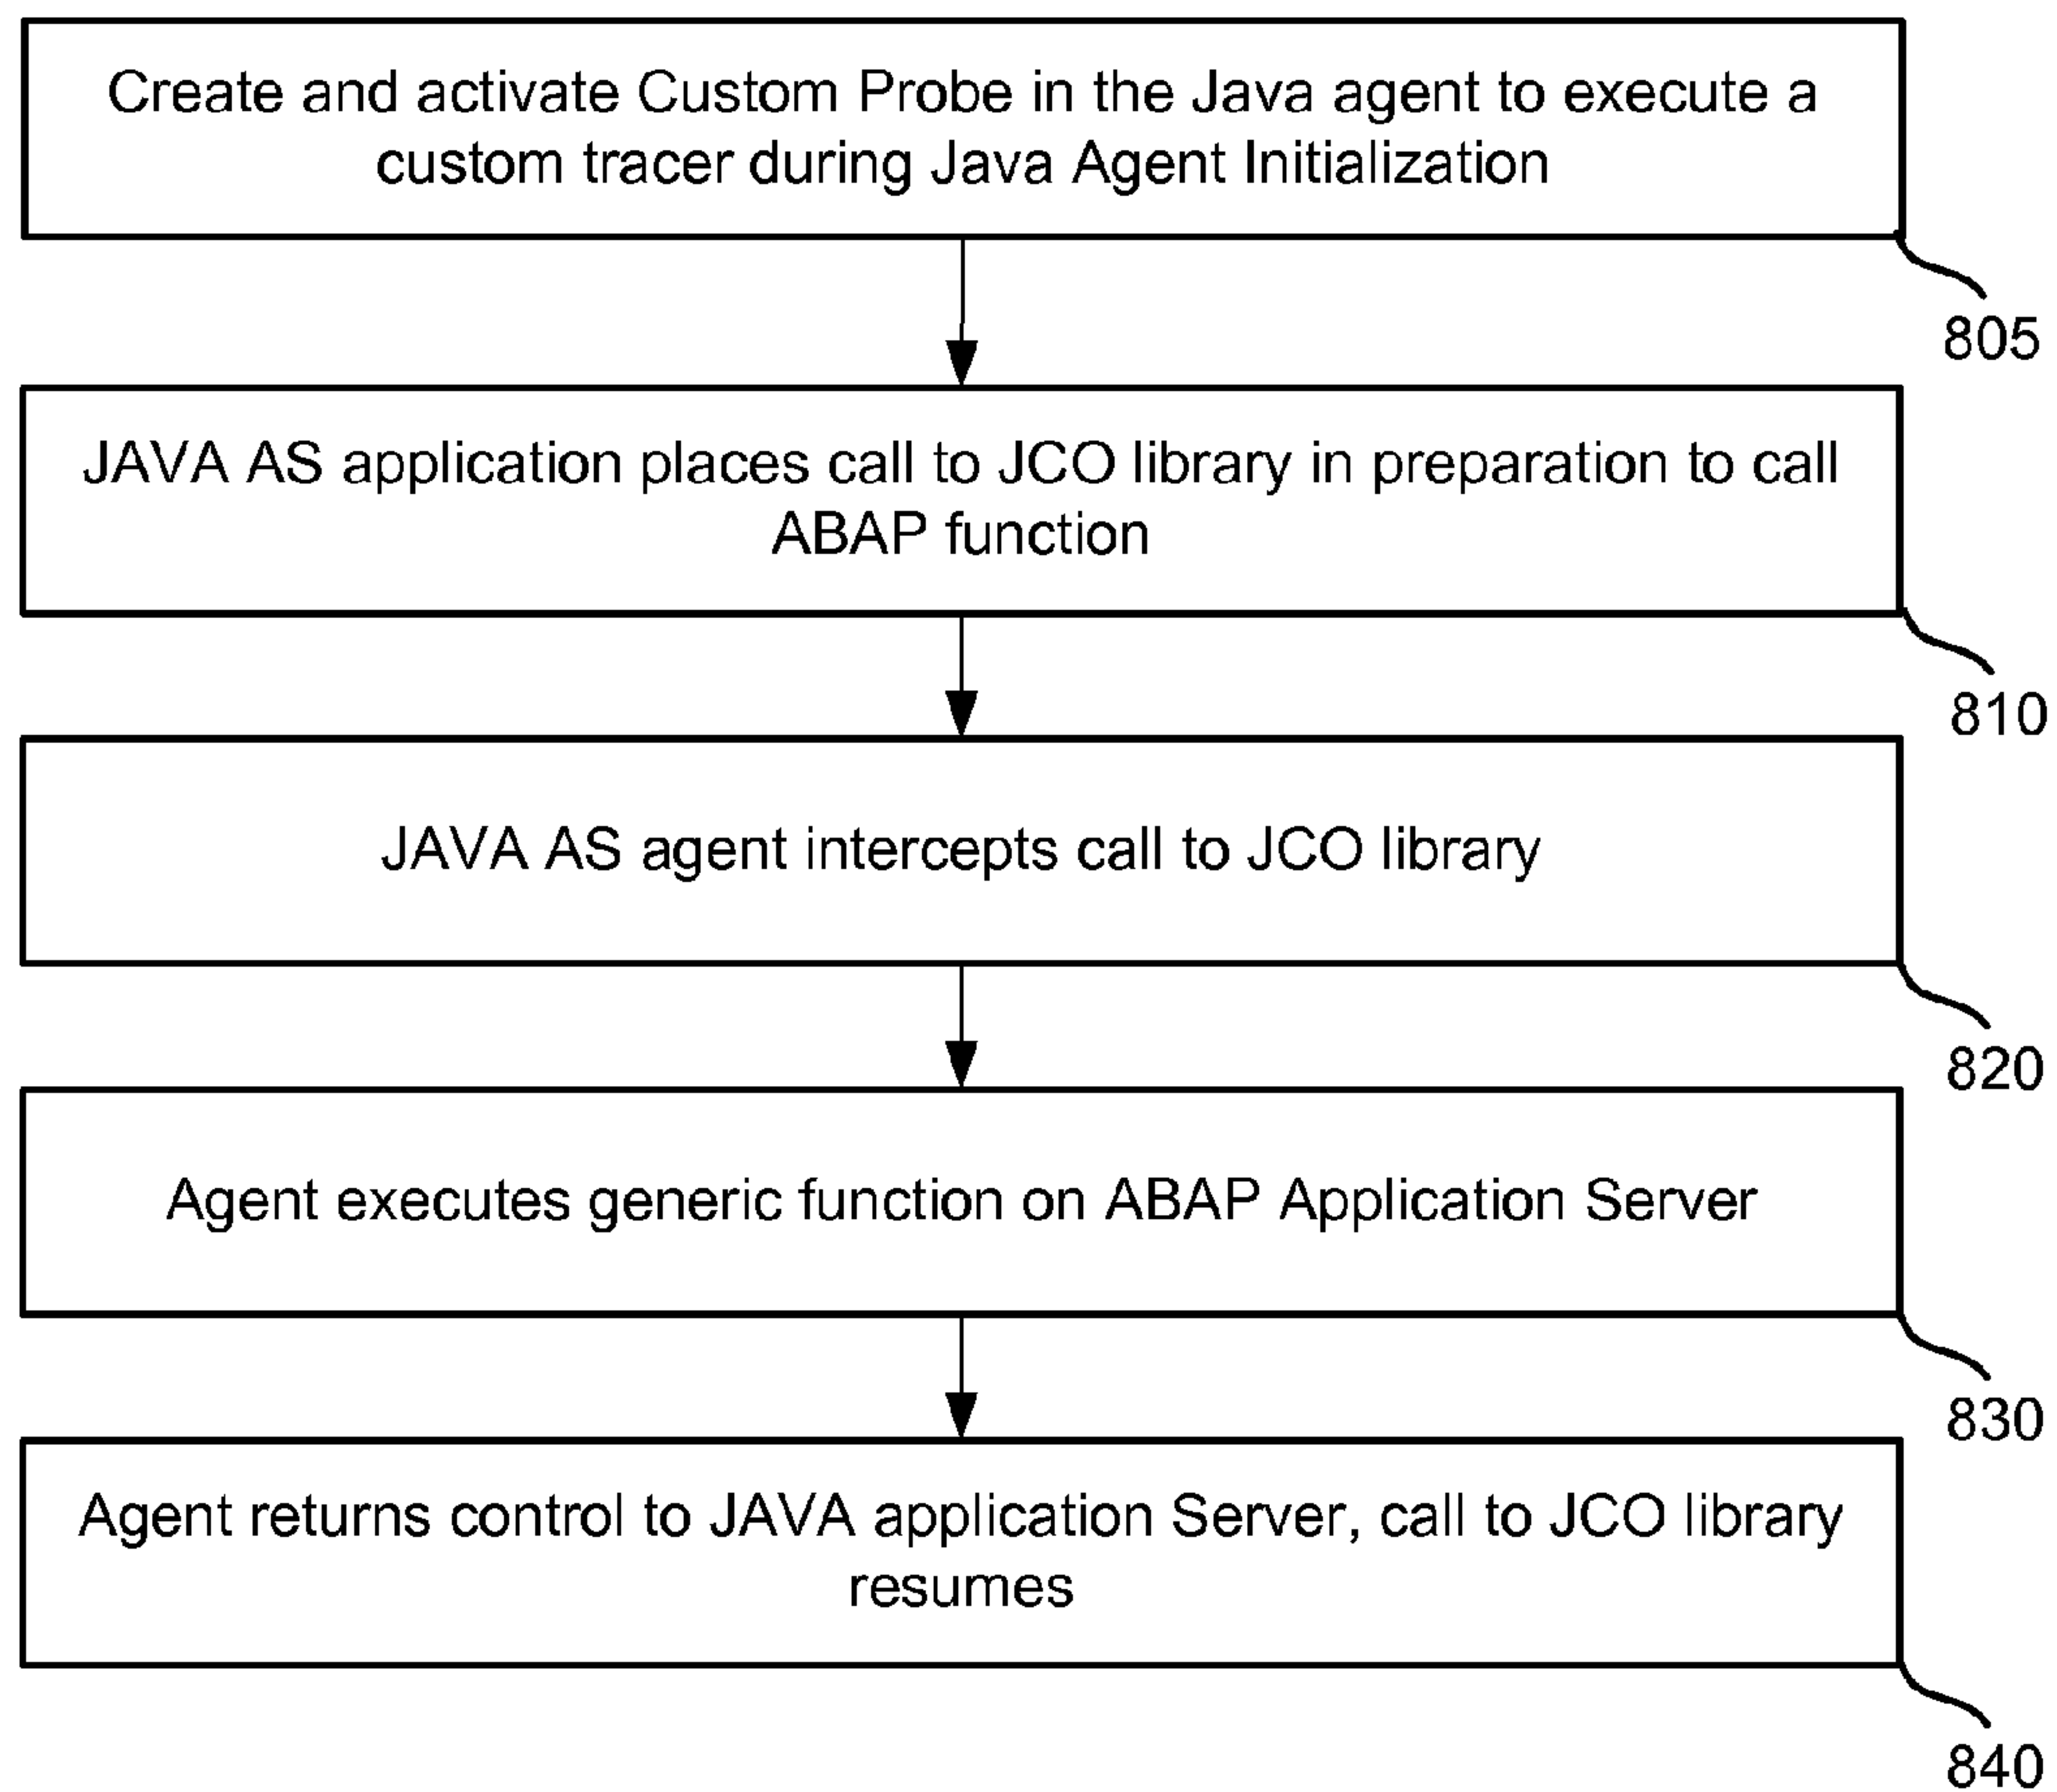 Create and activate Custom Probe in the Java agent to execute a
custom tracer during Java Agent Initialization
805
JAVA AS application places call to JCO library in preparation to call
ABAP function
810
JAVA AS agent intercepts call to JCO library
820
Agent executes generic function on ABAP Application Server
830
Agent returns control to JAVA application Server, call to JCO library
resumes
840